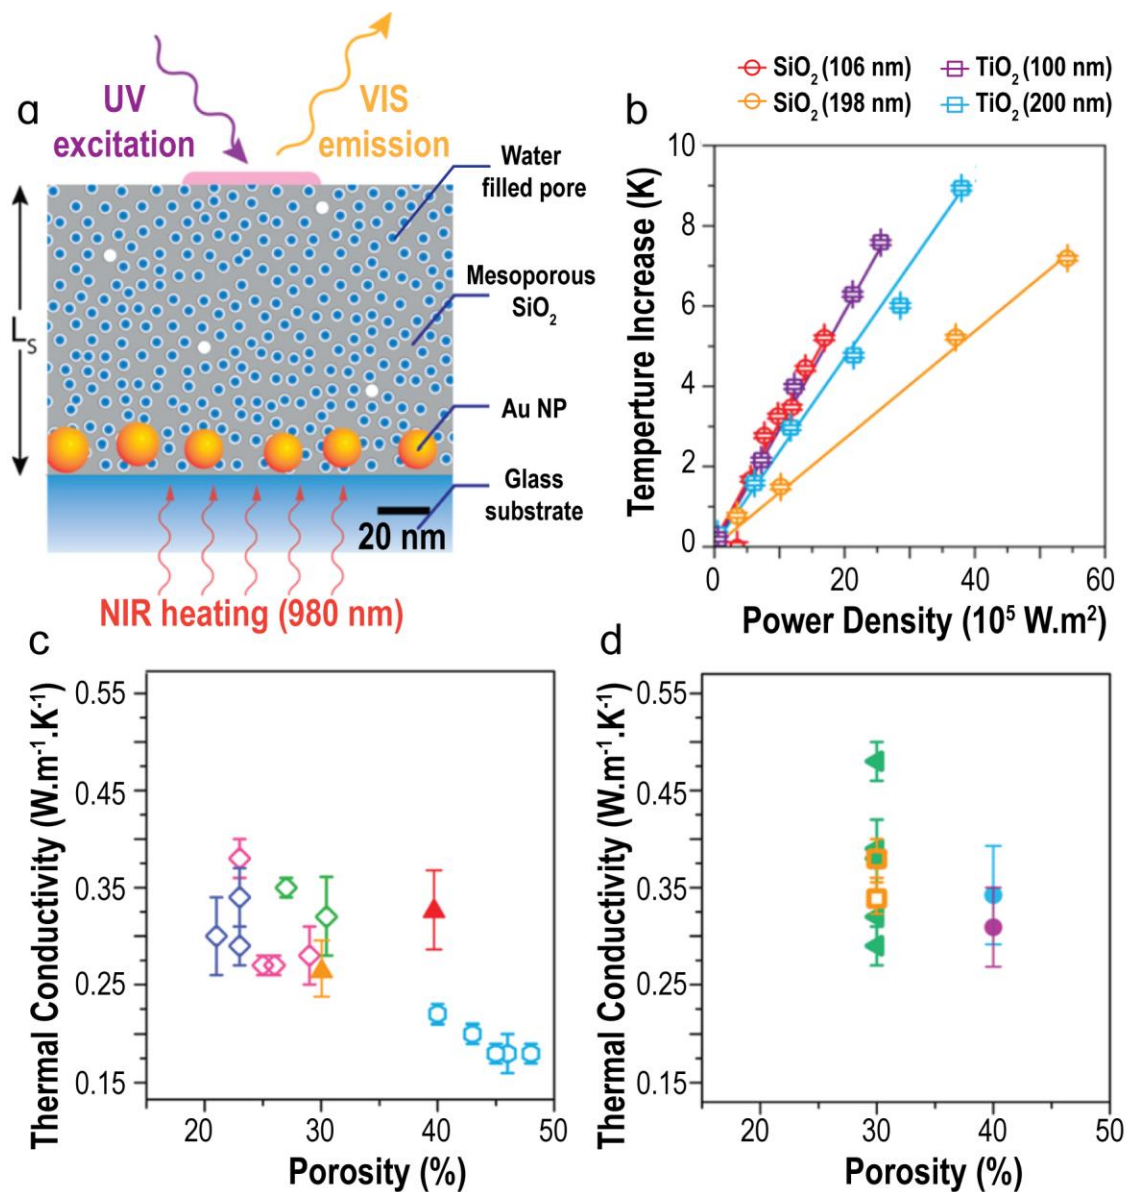 a
UV
excitation
VIS
emission
Water
filled pore
Mesoporous
SiO₂
Au NP
Glass
substrate
L_S
20 nm
NIR heating (980 nm)
SiO₂ (106 nm)
TiO₂ (100 nm)
SiO₂ (198 nm)
TiO₂ (200 nm)
b
Temperture Increase (K)
10
8
6
4
2
0
0
20
40
60
Power Density (10⁵ W.m²)
c
Thermal Conductivity (W.m⁻¹.K⁻¹)
0.55
0.45
0.35
0.25
0.15
20
30
40
50
Porosity (%)
d
Thermal Conductivity (W.m⁻¹.K⁻¹)
0.55
0.45
0.35
0.25
0.15
20
30
40
50
Porosity (%)